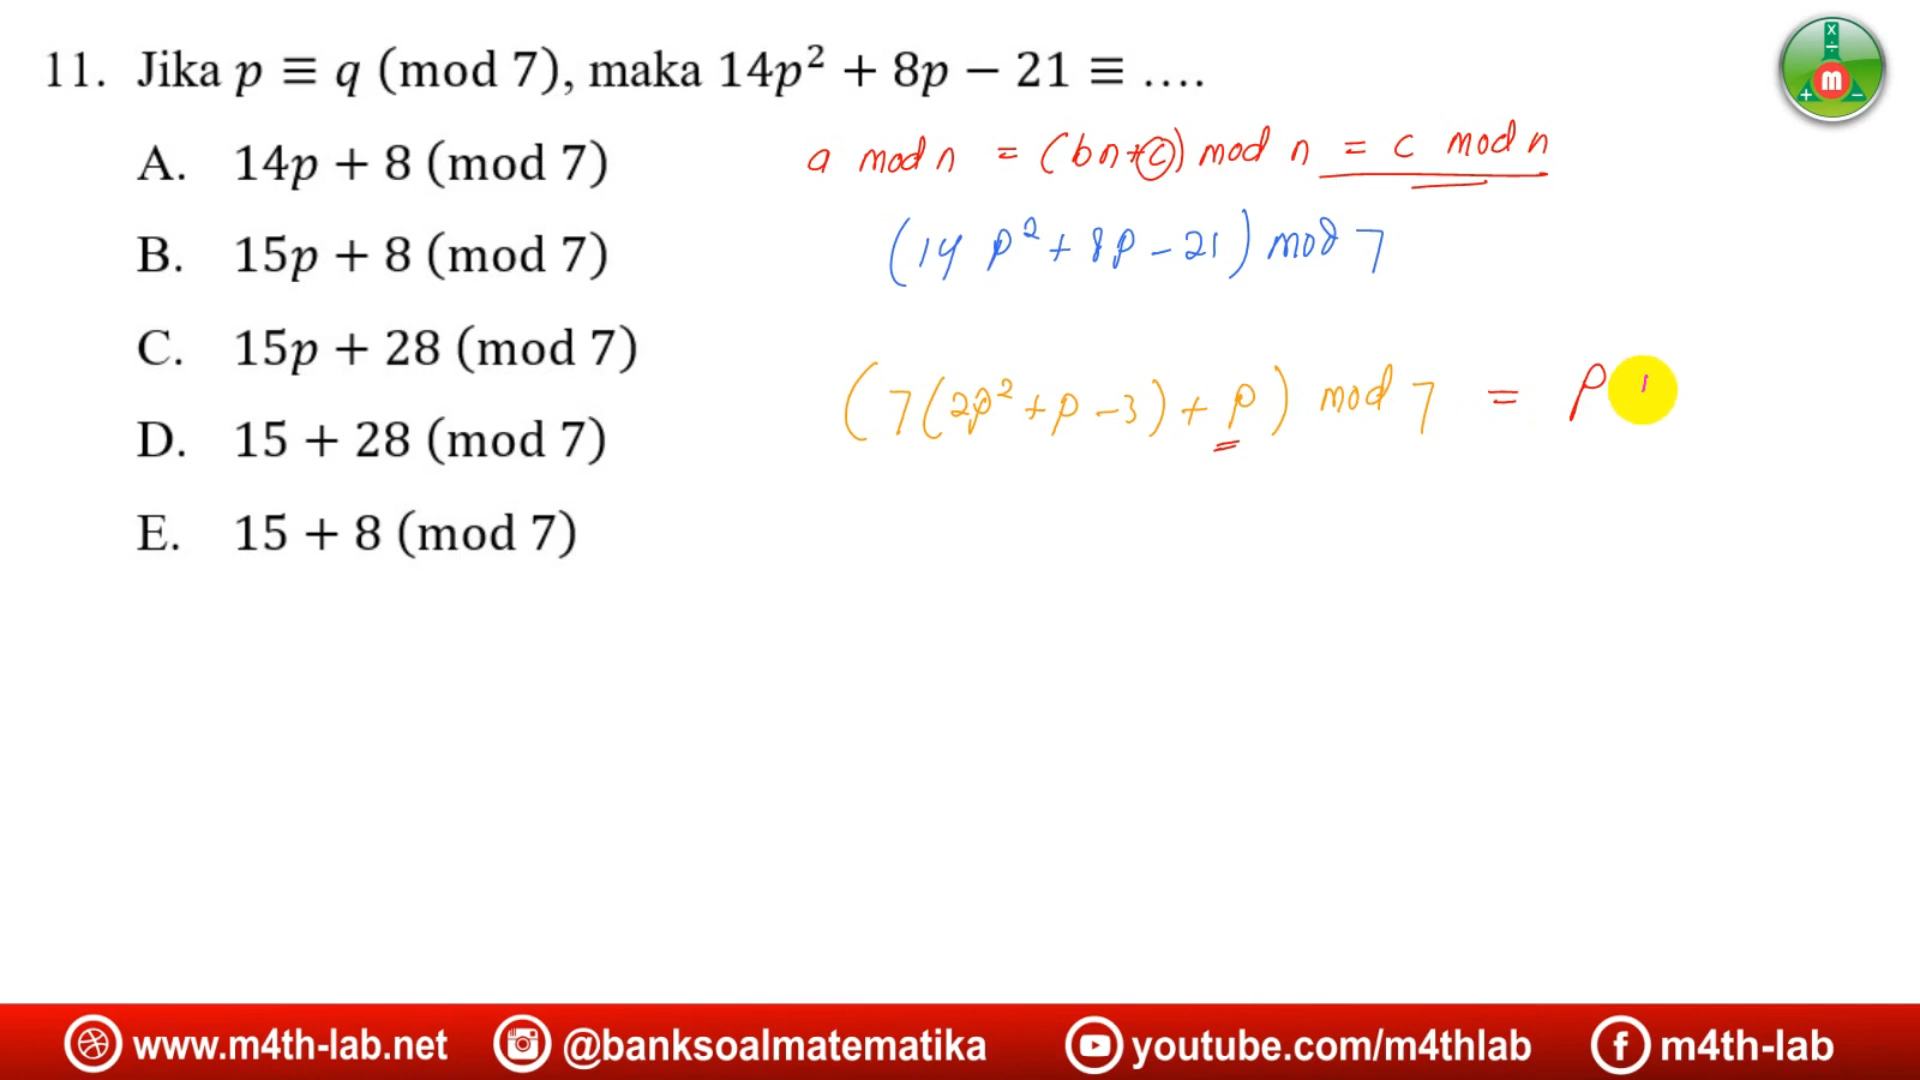 11. Jika p ≡ q (mod 7), maka 14p² + 8p − 21 ≡ ....
A. 14p + 8 (mod 7)
B. 15p + 8 (mod 7)
C. 15p + 28 (mod 7)
D. 15 + 28 (mod 7)
E. 15 + 8 (mod 7)
a mod n = (bn+c) mod n = c mod n
(14 p² + 8p − 21) mod 7
(7(2p² + p − 3) + p) mod 7 = p
x ÷ m + −
www.m4th-lab.net @banksoalmatematika youtube.com/m4thlab m4th-lab